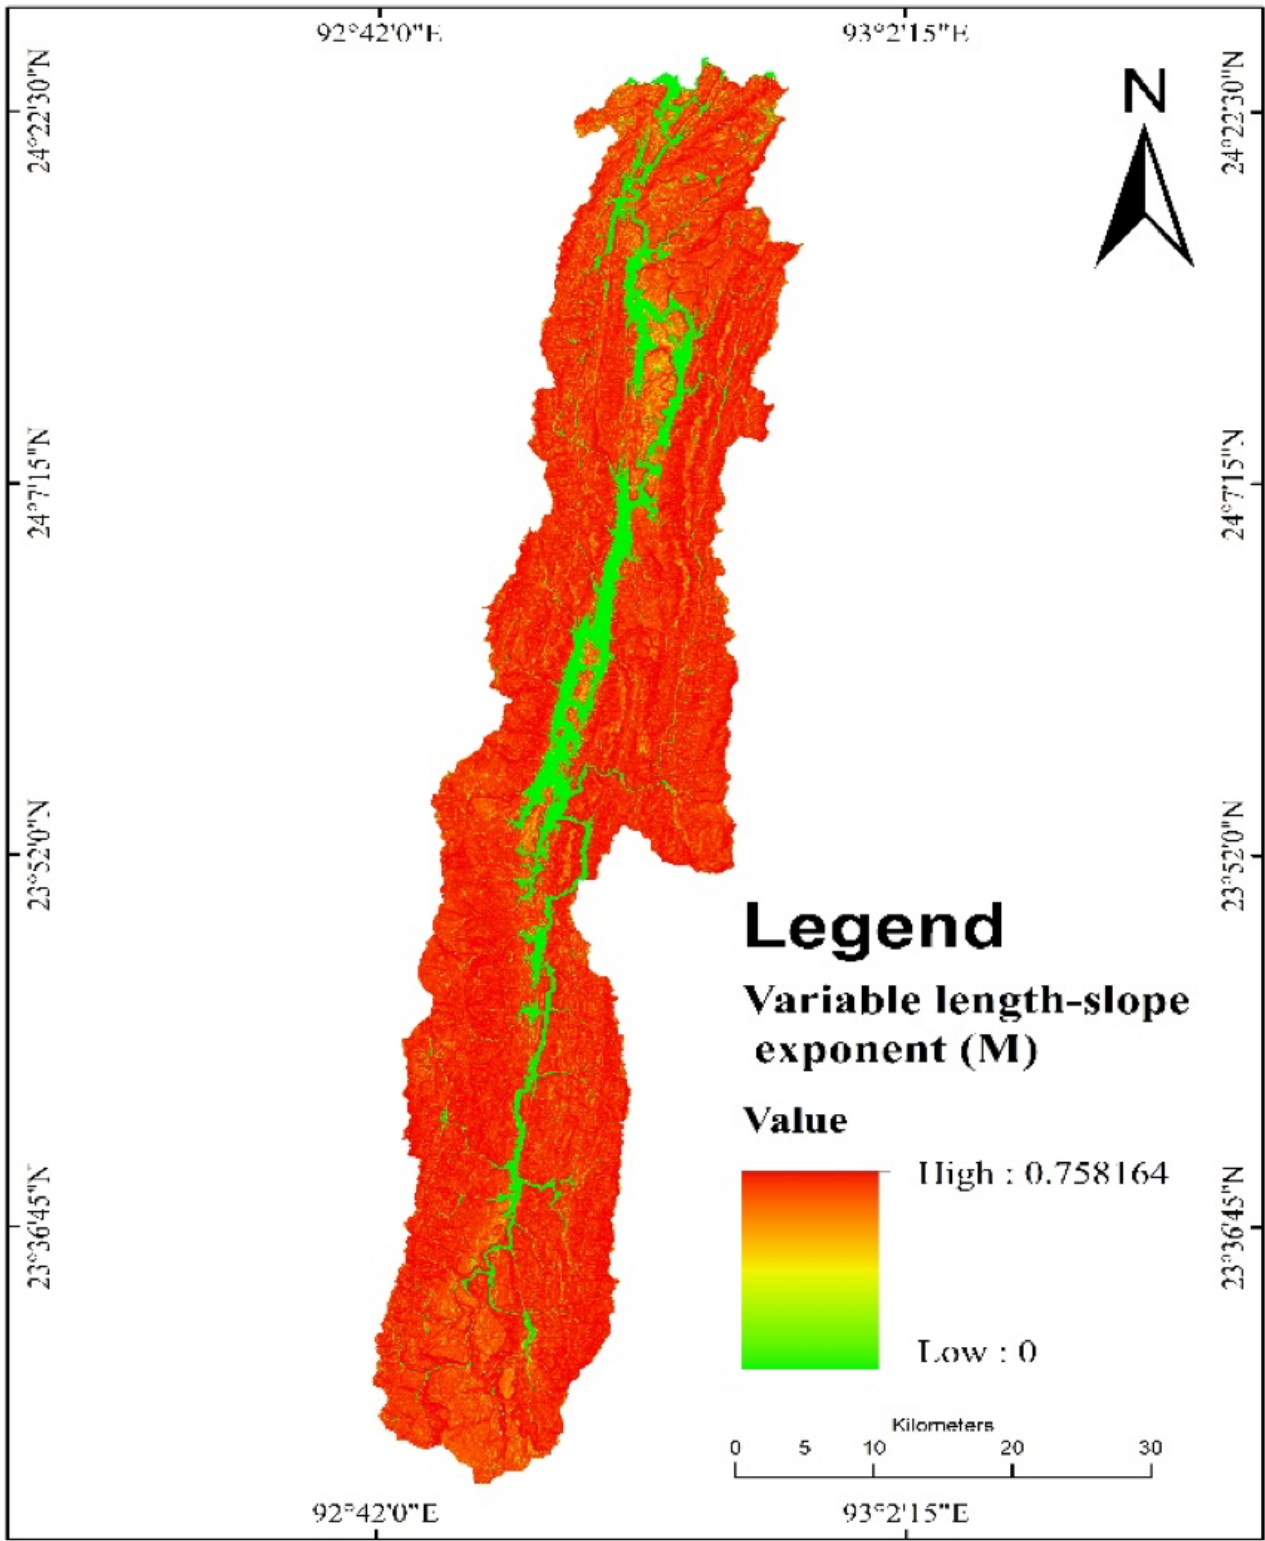 92°42'0"E 93°2'15"E
N
24°22'30"N 24°22'30"N
24°7'15"N 24°7'15"N
23°52'0"N 23°52'0"N
Legend
Variable length-slope
exponent (M)
Value
High : 0.758164
23°36'45"N 23°36'45"N
Low : 0
Kilometers
0 5 10 20 30
92°42'0"E 93°2'15"E